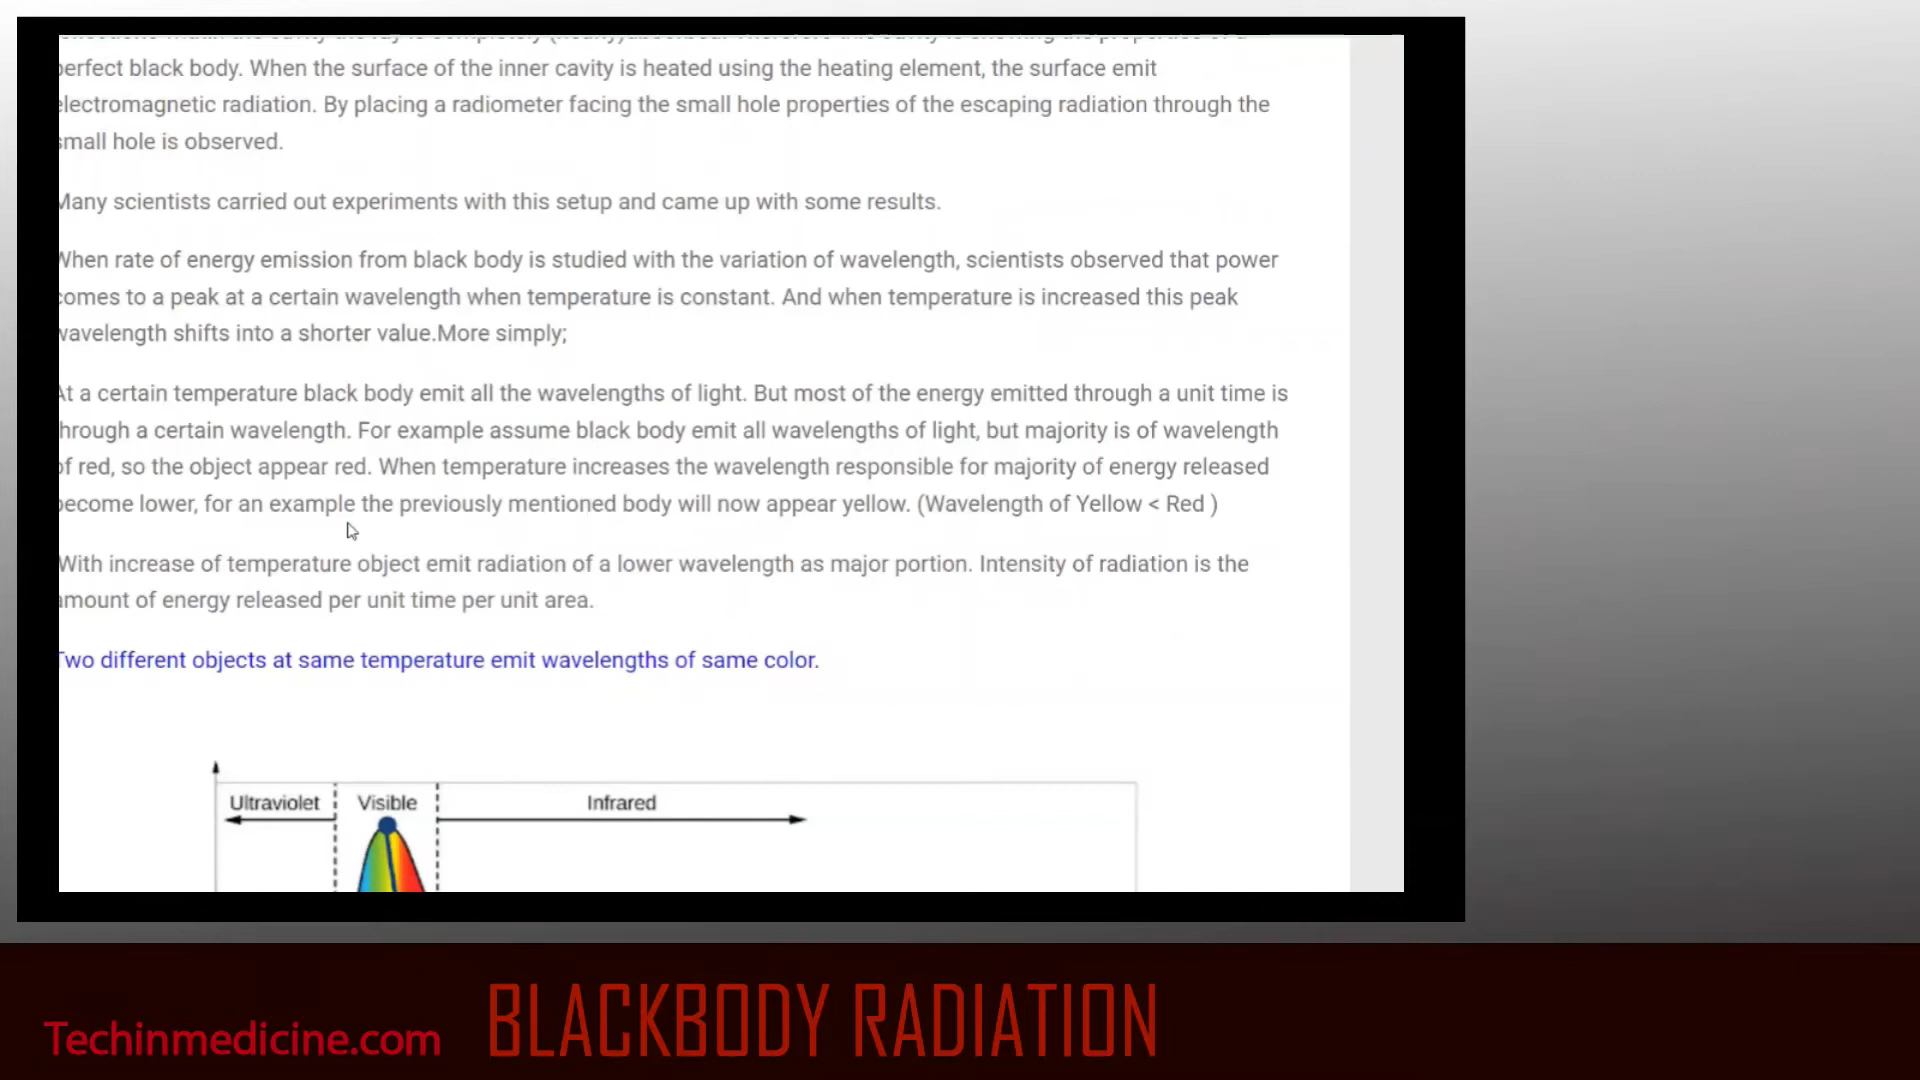 perfect black body. When the surface of the inner cavity is heated using the heating element, the surface emit
electromagnetic radiation. By placing a radiometer facing the small hole properties of the escaping radiation through the
small hole is observed.
Many scientists carried out experiments with this setup and came up with some results.
When rate of energy emission from black body is studied with the variation of wavelength, scientists observed that power
comes to a peak at a certain wavelength when temperature is constant. And when temperature is increased this peak
wavelength shifts into a shorter value.More simply;
At a certain temperature black body emit all the wavelengths of light. But most of the energy emitted through a unit time is
through a certain wavelength. For example assume black body emit all wavelengths of light, but majority is of wavelength
of red, so the object appear red. When temperature increases the wavelength responsible for majority of energy released
become lower, for an example the previously mentioned body will now appear yellow. (Wavelength of Yellow < Red )
With increase of temperature object emit radiation of a lower wavelength as major portion. Intensity of radiation is the
amount of energy released per unit time per unit area.
Two different objects at same temperature emit wavelengths of same color.
Ultraviolet Visible Infrared
Techinmedicine.com BLACKBODY RADIATION